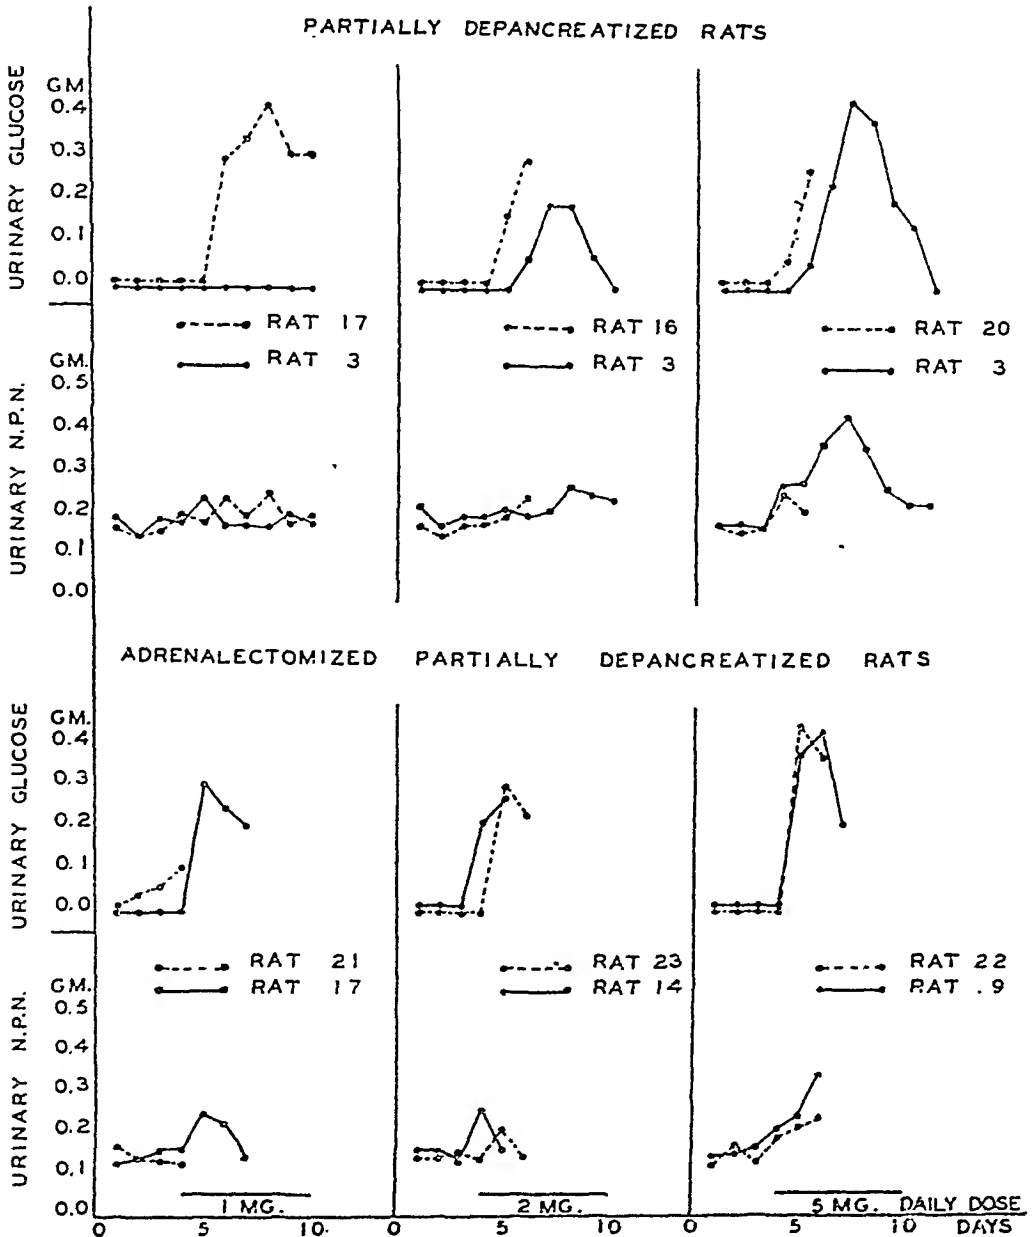 PARTIALLY DEPANCREATIZED RATS
URINARY GLUCOSE
GM
0.4
0.3
0.2
0.1
0.0
RAT 17
RAT 3
RAT 16
RAT 3
RAT 20
RAT 3
URINARY N.P.N.
GM.
0.5
0.4
0.3
0.2
0.1
0.0
ADRENALECTOMIZED PARTIALLY DEPANCREATIZED RATS
URINARY GLUCOSE
GM.
0.4
0.3
0.2
0.1
0.0
RAT 21
RAT 17
RAT 23
RAT 14
RAT 22
RAT .9
URINARY N.P.N.
GM.
0.5
0.4
0.3
0.2
0.1
0.0
1 MG.
2 MG.
5 MG. DAILY DOSE
0 5 10 0 5 10 0 5 10 DAYS